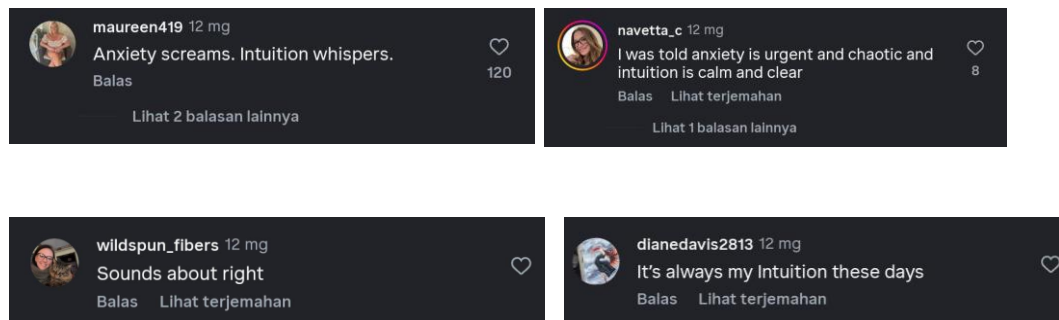 maureen419 12 mg
Anxiety screams. Intuition whispers.
120
Balas
Lihat 2 balasan lainnya
navetta_c 12 mg
I was told anxiety is urgent and chaotic and
intuition is calm and clear
8
Balas Lihat terjemahan
Lihat 1 balasan lainnya
wildspun_fibers 12 mg
Sounds about right
Balas Lihat terjemahan
dianedavis2813 12 mg
It's always my Intuition these days
Balas Lihat terjemahan